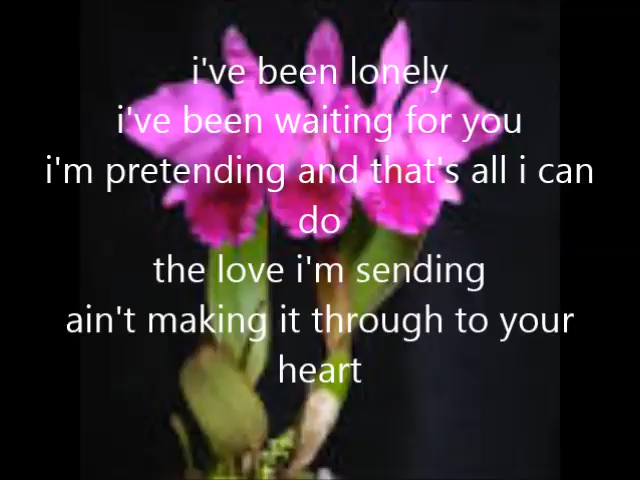 i've been lonely
i've been waiting for you
i'm pretending and that's all i can
do
the love i'm sending
ain't making it through to your
heart